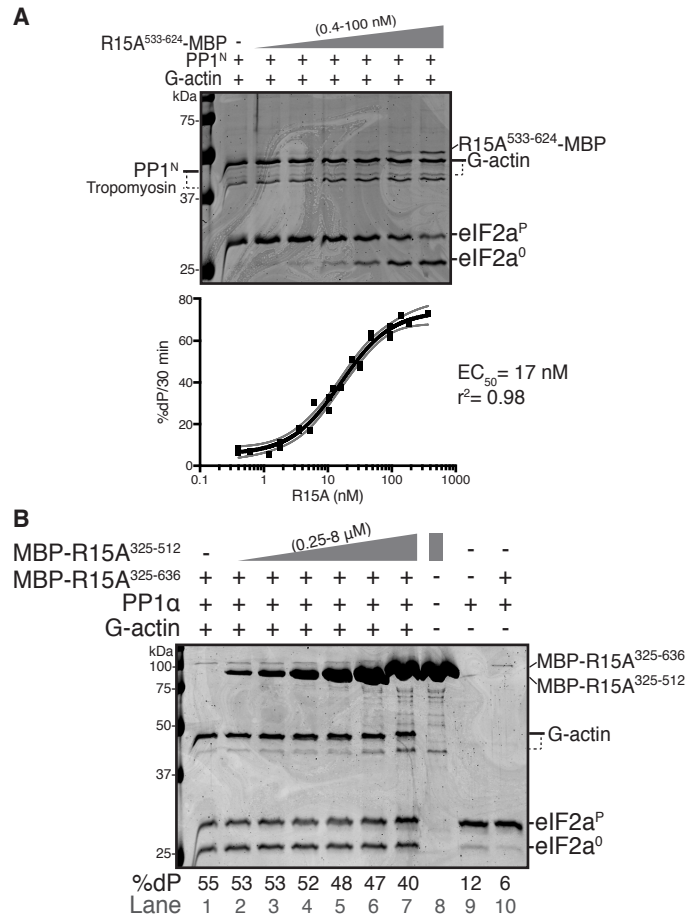 A
(0.4-100 nM)
R15A533-624-MBP - 
PP1N + + + + + + +
G-actin + + + + + + +
kDa
75-
R15A533-624-MBP
G-actin
PP1N
Tropomyosin
37-
eIF2aP
eIF2a0
25-
80
60
40
20
0
%dP/30 min
0.1 1 10 100 1000
R15A (nM)
EC50= 17 nM
r2= 0.98
B
(0.25-8 µM)
MBP-R15A325-512 - - -
MBP-R15A325-636 + + + + + + + - - +
PP1α + + + + + + + - + +
G-actin + + + + + + + - - -
kDa
100-
MBP-R15A325-636
75-
MBP-R15A325-512
50-
G-actin
37-
eIF2aP
eIF2a0
25-
%dP 55 53 53 52 48 47 40 12 6
Lane 1 2 3 4 5 6 7 8 9 10